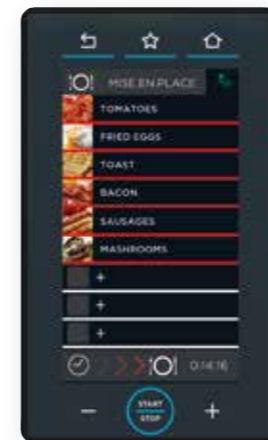 MISE EN PLACE
TOMATOES
FRIED EGGS
TOAST
BACON
SAUSAGES
MASHROOMS
+
+
+
0:14:16
− START STOP +